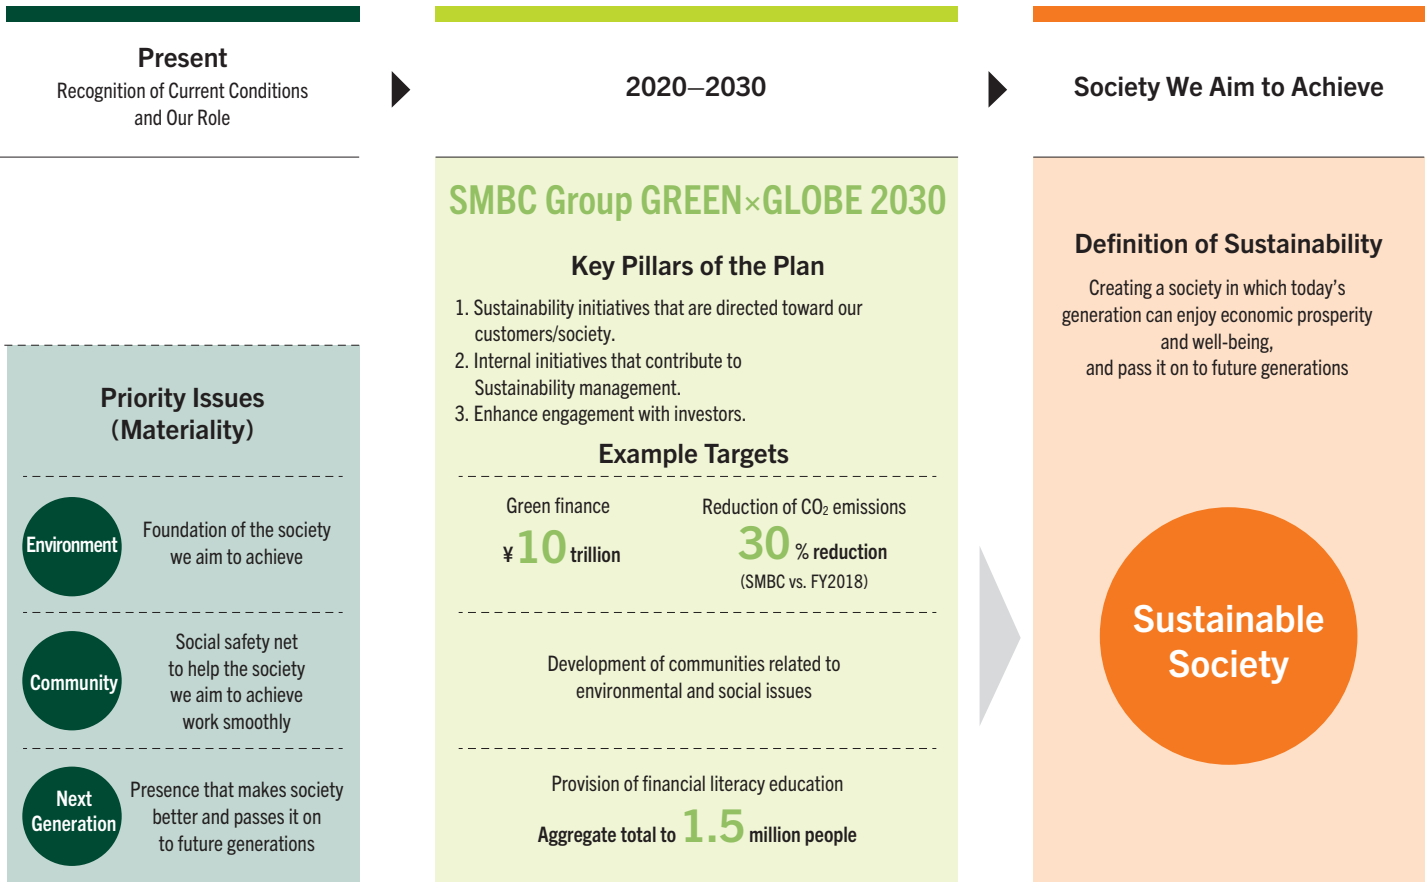 Present
Recognition of Current Conditions
and Our Role
2020–2030
Society We Aim to Achieve
Priority Issues
(Materiality)
Environment
Foundation of the society
we aim to achieve
Community
Social safety net
to help the society
we aim to achieve
work smoothly
Next
Generation
Presence that makes society
better and passes it on
to future generations
SMBC Group GREEN×GLOBE 2030
Key Pillars of the Plan
1. Sustainability initiatives that are directed toward our
customers/society.
2. Internal initiatives that contribute to
Sustainability management.
3. Enhance engagement with investors.
Example Targets
Green finance
¥ 10 trillion
Reduction of CO₂ emissions
30 % reduction
(SMBC vs. FY2018)
Development of communities related to
environmental and social issues
Provision of financial literacy education
Aggregate total to 1.5 million people
Definition of Sustainability
Creating a society in which today's
generation can enjoy economic prosperity
and well-being,
and pass it on to future generations
Sustainable
Society